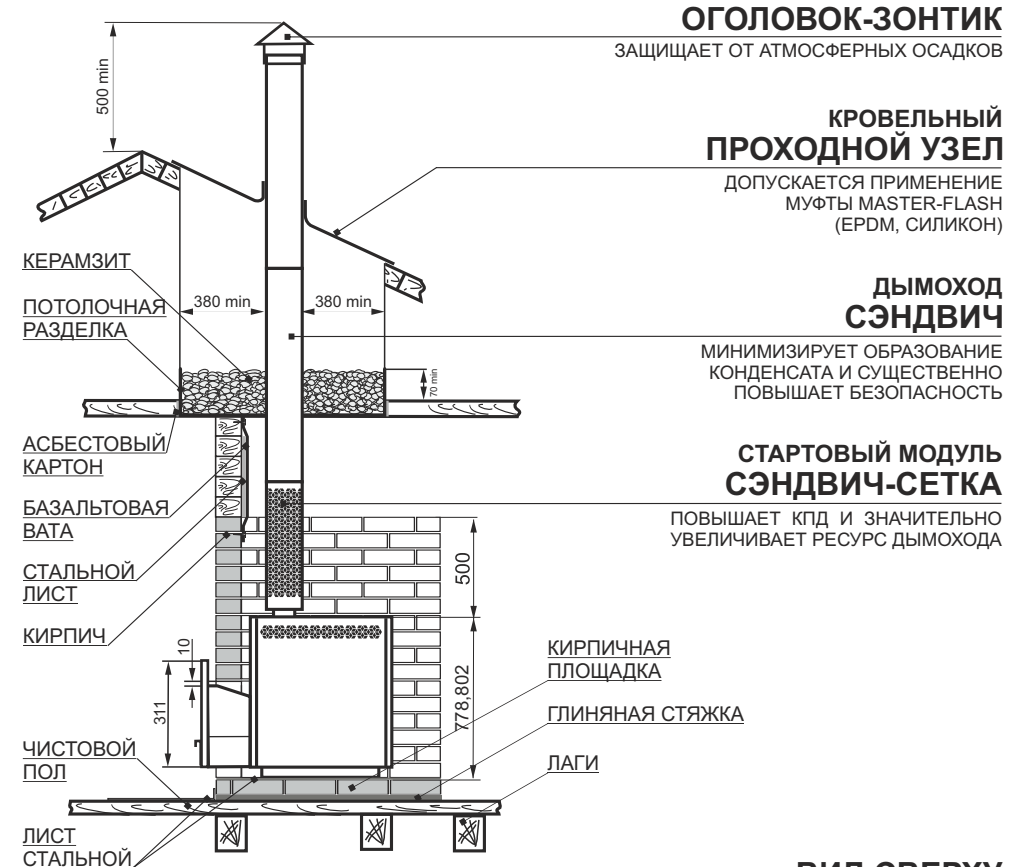 ОГОЛОВОК-ЗОНТИК
ЗАЩИЩАЕТ ОТ АТМОСФЕРНЫХ ОСАДКОВ
500 min
КРОВЕЛЬНЫЙ
ПРОХОДНОЙ УЗЕЛ
ДОПУСКАЕТСЯ ПРИМЕНЕНИЕ
МУФТЫ MASTER-FLASH
(EPDM, СИЛИКОН)
КЕРАМЗИТ
ПОТОЛОЧНАЯ
РАЗДЕЛКА
380 min
380 min
70 min
ДЫМОХОД
СЭНДВИЧ
МИНИМИЗИРУЕТ ОБРАЗОВАНИЕ
КОНДЕНСАТА И СУЩЕСТВЕННО
ПОВЫШАЕТ БЕЗОПАСНОСТЬ
АСБЕСТОВЫЙ
КАРТОН
БАЗАЛЬТОВАЯ
ВАТА
СТАЛЬНОЙ
ЛИСТ
КИРПИЧ
СТАРТОВЫЙ МОДУЛЬ
СЭНДВИЧ-СЕТКА
ПОВЫШАЕТ КПД И ЗНАЧИТЕЛЬНО
УВЕЛИЧИВАЕТ РЕСУРС ДЫМОХОДА
500
10
311
778,802
КИРПИЧНАЯ
ПЛОЩАДКА
ГЛИНЯНАЯ СТЯЖКА
ЛАГИ
ЧИСТОВОЙ
ПОЛ
ЛИСТ
СТАЛЬНОЙ
ВИД СВЕРХУ